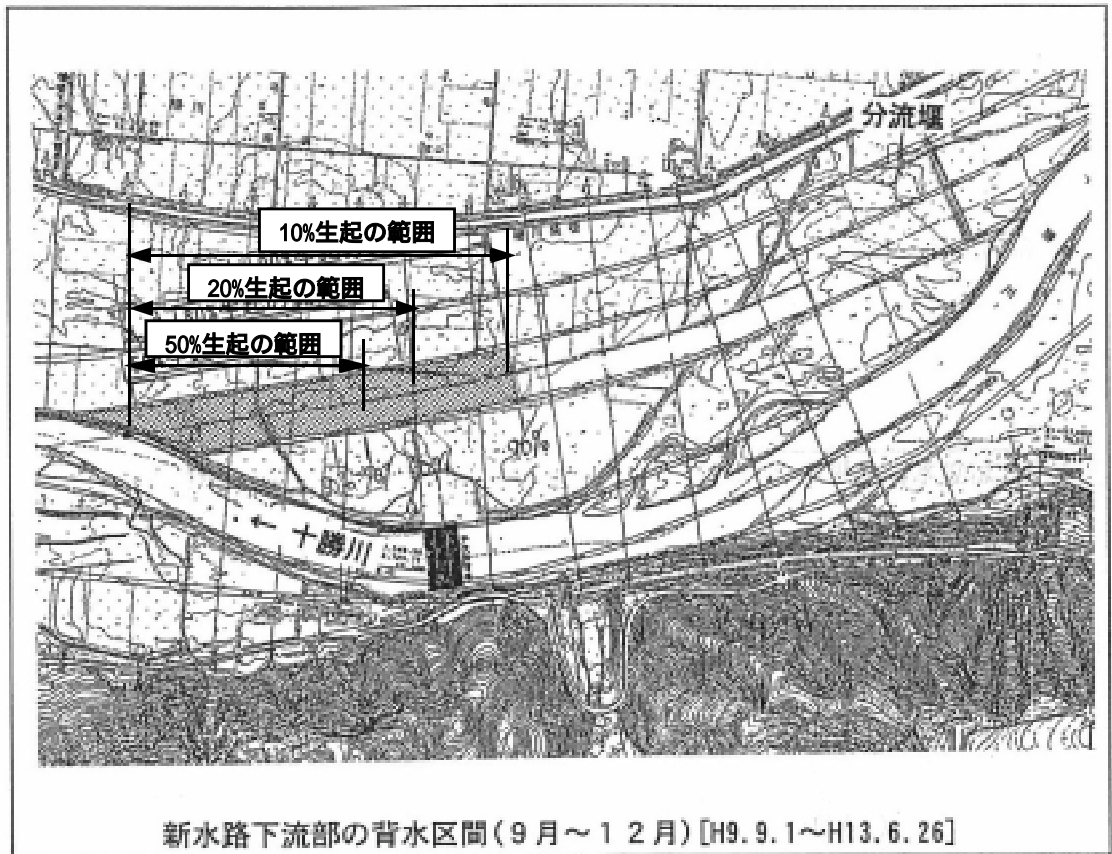 分流堰
10%生起の範囲
20%生起の範囲
50%生起の範囲
← 十勝川
新水路下流部の背水区間(9月～12月)[H9.9.1～H13.6.26]